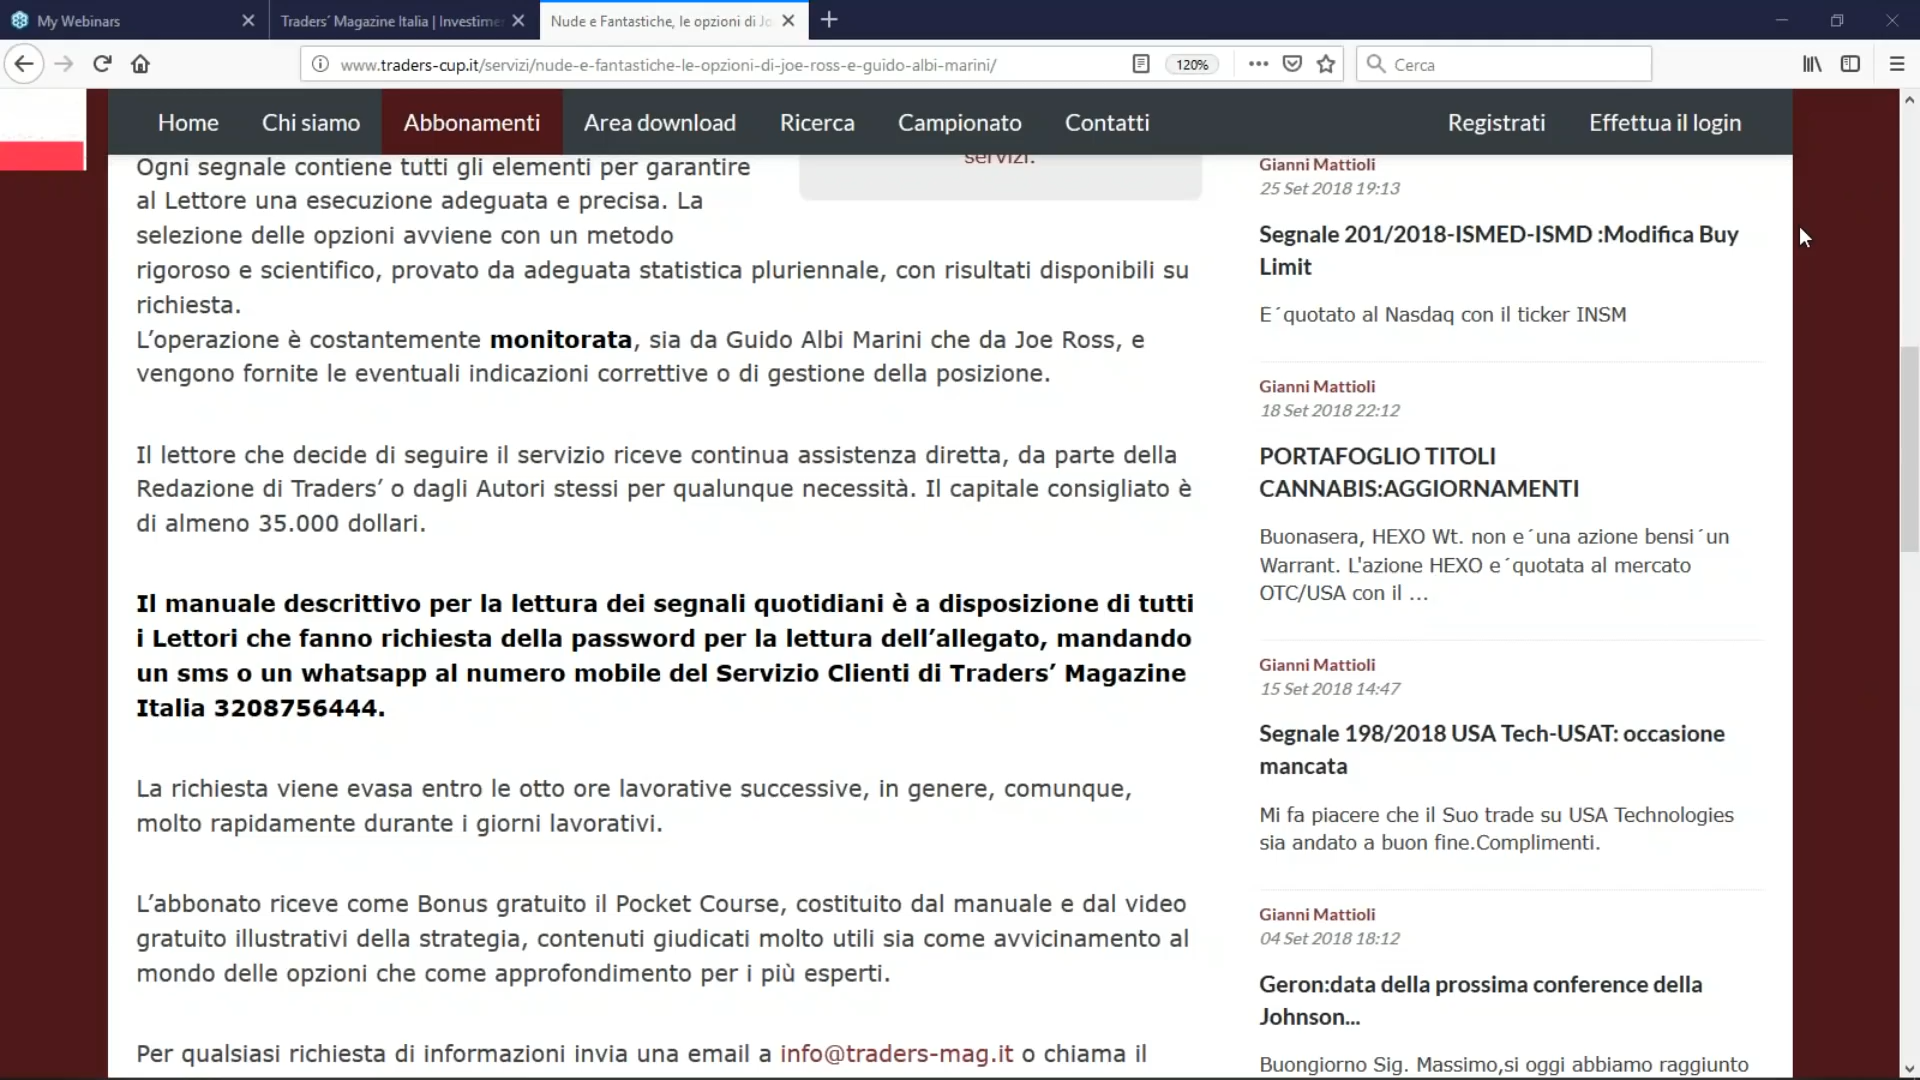 My Webinars
Traders´ Magazine Italia | Investime
Nude e Fantastiche, le opzioni di Jo
www.traders-cup.it/servizi/nude-e-fantastiche-le-opzioni-di-joe-ross-e-guido-albi-marini/
120%
Cerca
Home
Chi siamo
Abbonamenti
Area download
Ricerca
Campionato
Contatti
Registrati
Effettua il login
servizi.
Ogni segnale contiene tutti gli elementi per garantire
al Lettore una esecuzione adeguata e precisa. La
selezione delle opzioni avviene con un metodo
rigoroso e scientifico, provato da adeguata statistica pluriennale, con risultati disponibili su
richiesta.
L’operazione è costantemente monitorata, sia da Guido Albi Marini che da Joe Ross, e
vengono fornite le eventuali indicazioni correttive o di gestione della posizione.
Il lettore che decide di seguire il servizio riceve continua assistenza diretta, da parte della
Redazione di Traders’ o dagli Autori stessi per qualunque necessità. Il capitale consigliato è
di almeno 35.000 dollari.
Il manuale descrittivo per la lettura dei segnali quotidiani è a disposizione di tutti
i Lettori che fanno richiesta della password per la lettura dell’allegato, mandando
un sms o un whatsapp al numero mobile del Servizio Clienti di Traders’ Magazine
Italia 3208756444.
La richiesta viene evasa entro le otto ore lavorative successive, in genere, comunque,
molto rapidamente durante i giorni lavorativi.
L’abbonato riceve come Bonus gratuito il Pocket Course, costituito dal manuale e dal video
gratuito illustrativi della strategia, contenuti giudicati molto utili sia come avvicinamento al
mondo delle opzioni che come approfondimento per i più esperti.
Per qualsiasi richiesta di informazioni invia una email a info@traders-mag.it o chiama il
Gianni Mattioli
25 Set 2018 19:13
Segnale 201/2018-ISMED-ISMD :Modifica Buy
Limit
E´quotato al Nasdaq con il ticker INSM
Gianni Mattioli
18 Set 2018 22:12
PORTAFOGLIO TITOLI
CANNABIS:AGGIORNAMENTI
Buonasera, HEXO Wt. non e´una azione bensi´un
Warrant. L'azione HEXO e´quotata al mercato
OTC/USA con il ...
Gianni Mattioli
15 Set 2018 14:47
Segnale 198/2018 USA Tech-USAT: occasione
mancata
Mi fa piacere che il Suo trade su USA Technologies
sia andato a buon fine.Complimenti.
Gianni Mattioli
04 Set 2018 18:12
Geron:data della prossima conference della
Johnson...
Buongiorno Sig. Massimo,si oggi abbiamo raggiunto